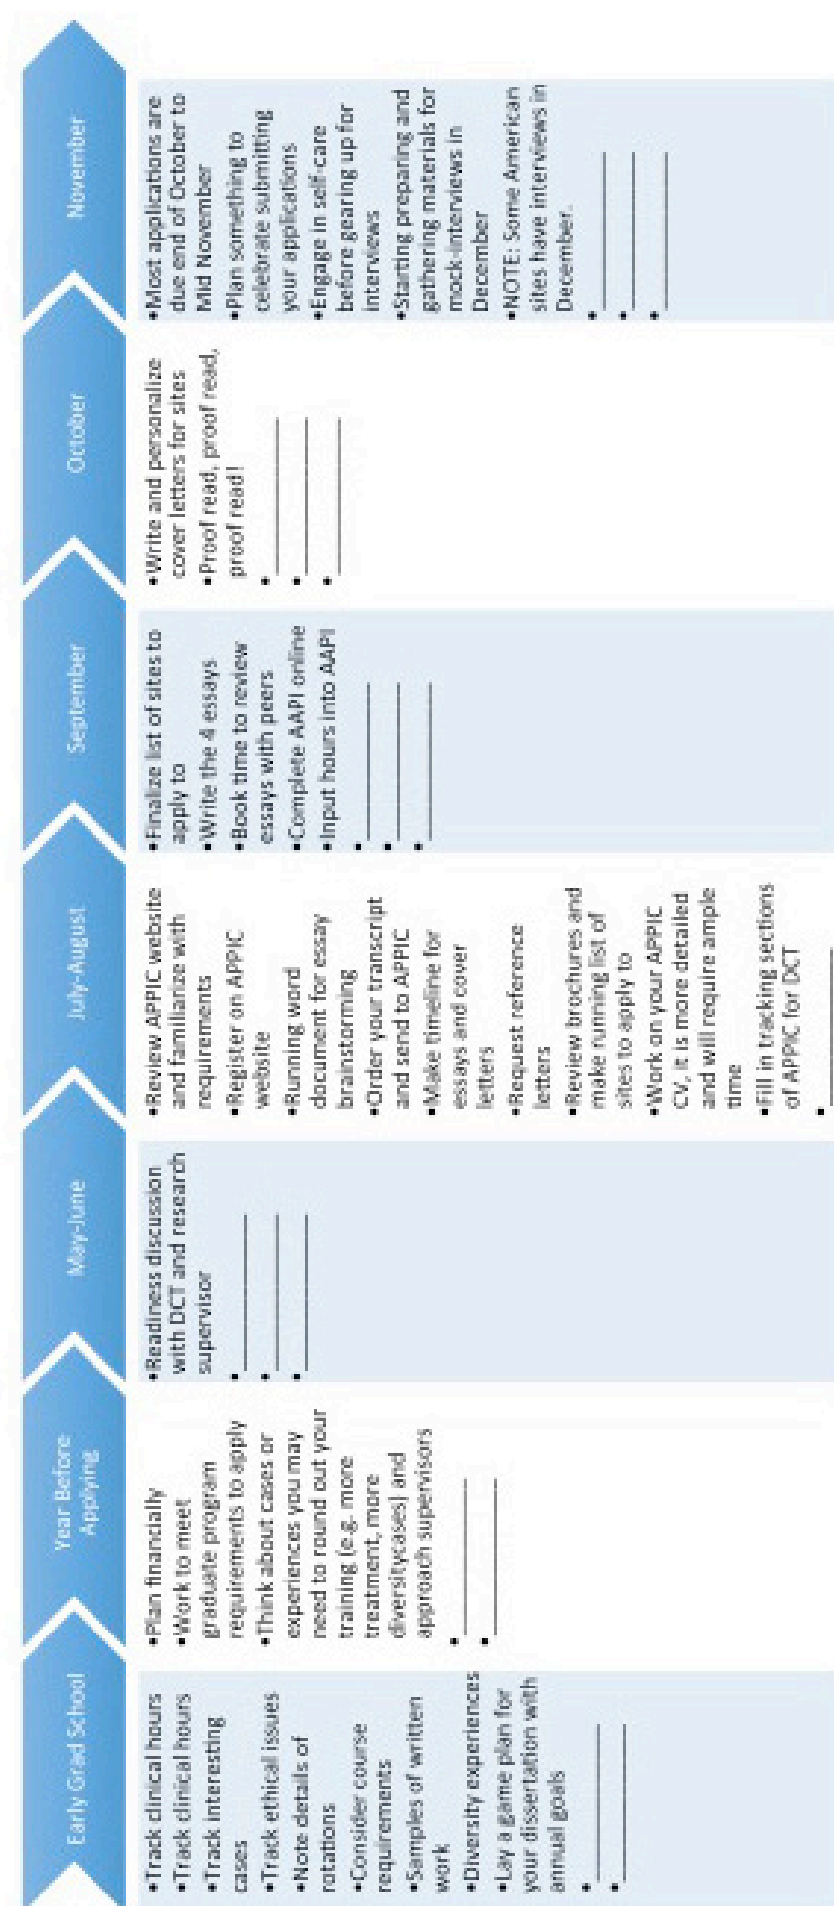 Early Grad School
•Track clinical hours
•Track clinical hours
•Track interesting
cases
•Track ethical issues
•Note details of
rotations
•Consider course
requirements
•Samples of written
work
•Diversity experiences
•Lay a game plan for
your dissertation with
annual goals
•
•
Year Before
Applying
•Plan financially
•Work to meet
graduate program
requirements to apply
•Think about cases or
experiences you may
need to round out your
training (e.g. more
treatment, more
diversitycases) and
approach supervisors
•
•
May-June
•Readiness discussion
with DCT and research
supervisor
•
•
•
July-August
•Review APPIC website
and familiarize with
requirements
•Register on APPIC
website
•Running word
document for essay
brainstorming
•Order your transcript
and send to APPIC
•Make timeline for
essays and cover
letters
•Request reference
letters
•Review brochures and
make running list of
sites to apply to
•Work on your APPIC
CV, it is more detailed
and will require ample
time
•Fill in tracking sections
of APPIC for DCT
•
September
•Finalize list of sites to
apply to
•Write the 4 essays
•Book time to review
essays with peers
•Complete AAPI online
•Input hours into AAPI
•
•
•
October
•Write and personalize
cover letters for sites
•Proof read, proof read,
proof read!
•
•
•
November
•Most applications are
due end of October to
Mid November
•Plan something to
celebrate submitting
your applications
•Engage in self-care
before gearing up for
interviews
•Starting preparing and
gathering materials for
mock-interviews in
December
•NOTE: Some American
sites have interviews in
December.
•
•
•